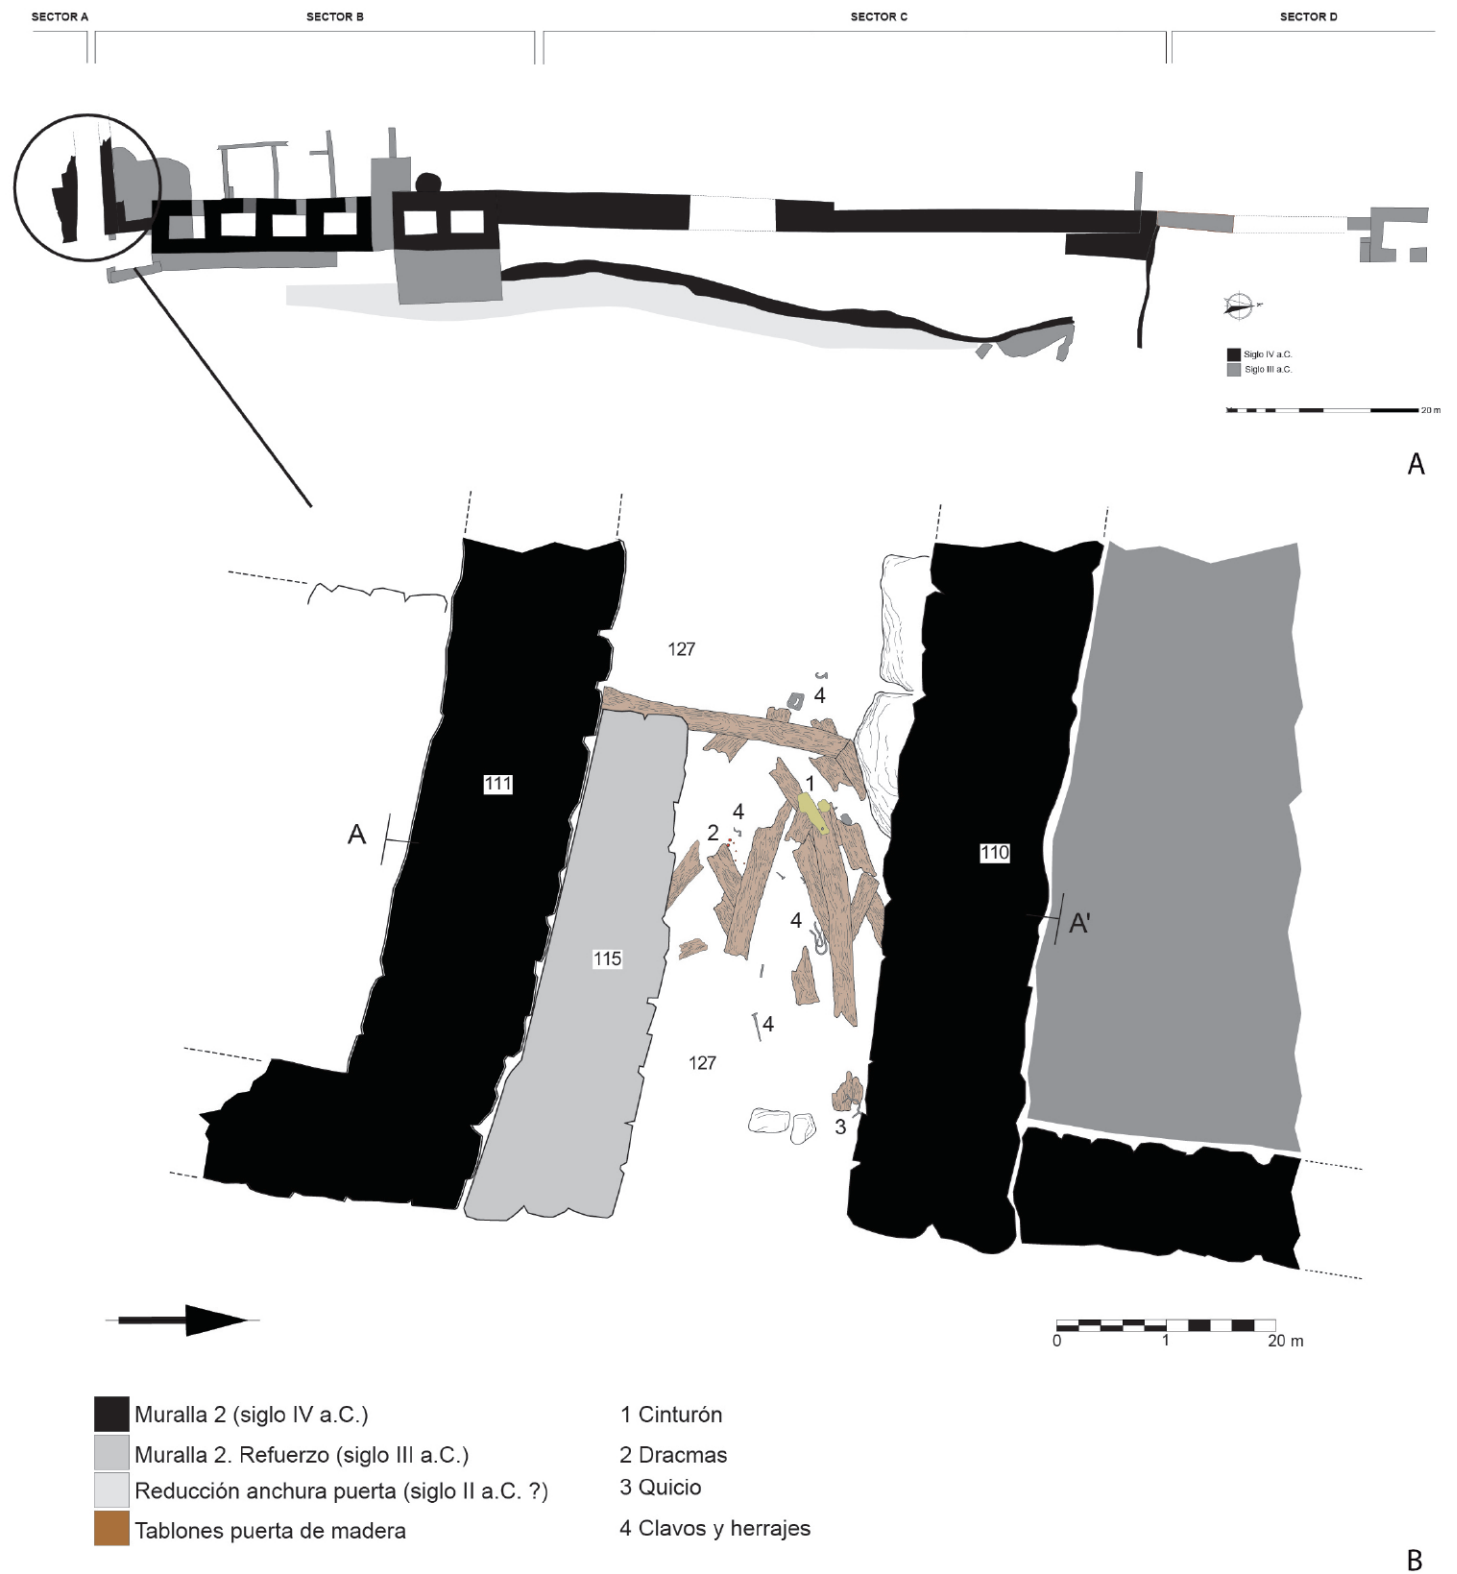 SECTOR A SECTOR B SECTOR C SECTOR D
Siglo IV a.C.
Siglo III a.C.
20 m
A
127
4
111
1
4
2
A
110
4
A'
115
4
127
3
0 1 20 m
Muralla 2 (siglo IV a.C.)
Muralla 2. Refuerzo (siglo III a.C.)
Reducción anchura puerta (siglo II a.C. ?)
Tablones puerta de madera
1 Cinturón
2 Dracmas
3 Quicio
4 Clavos y herrajes
B